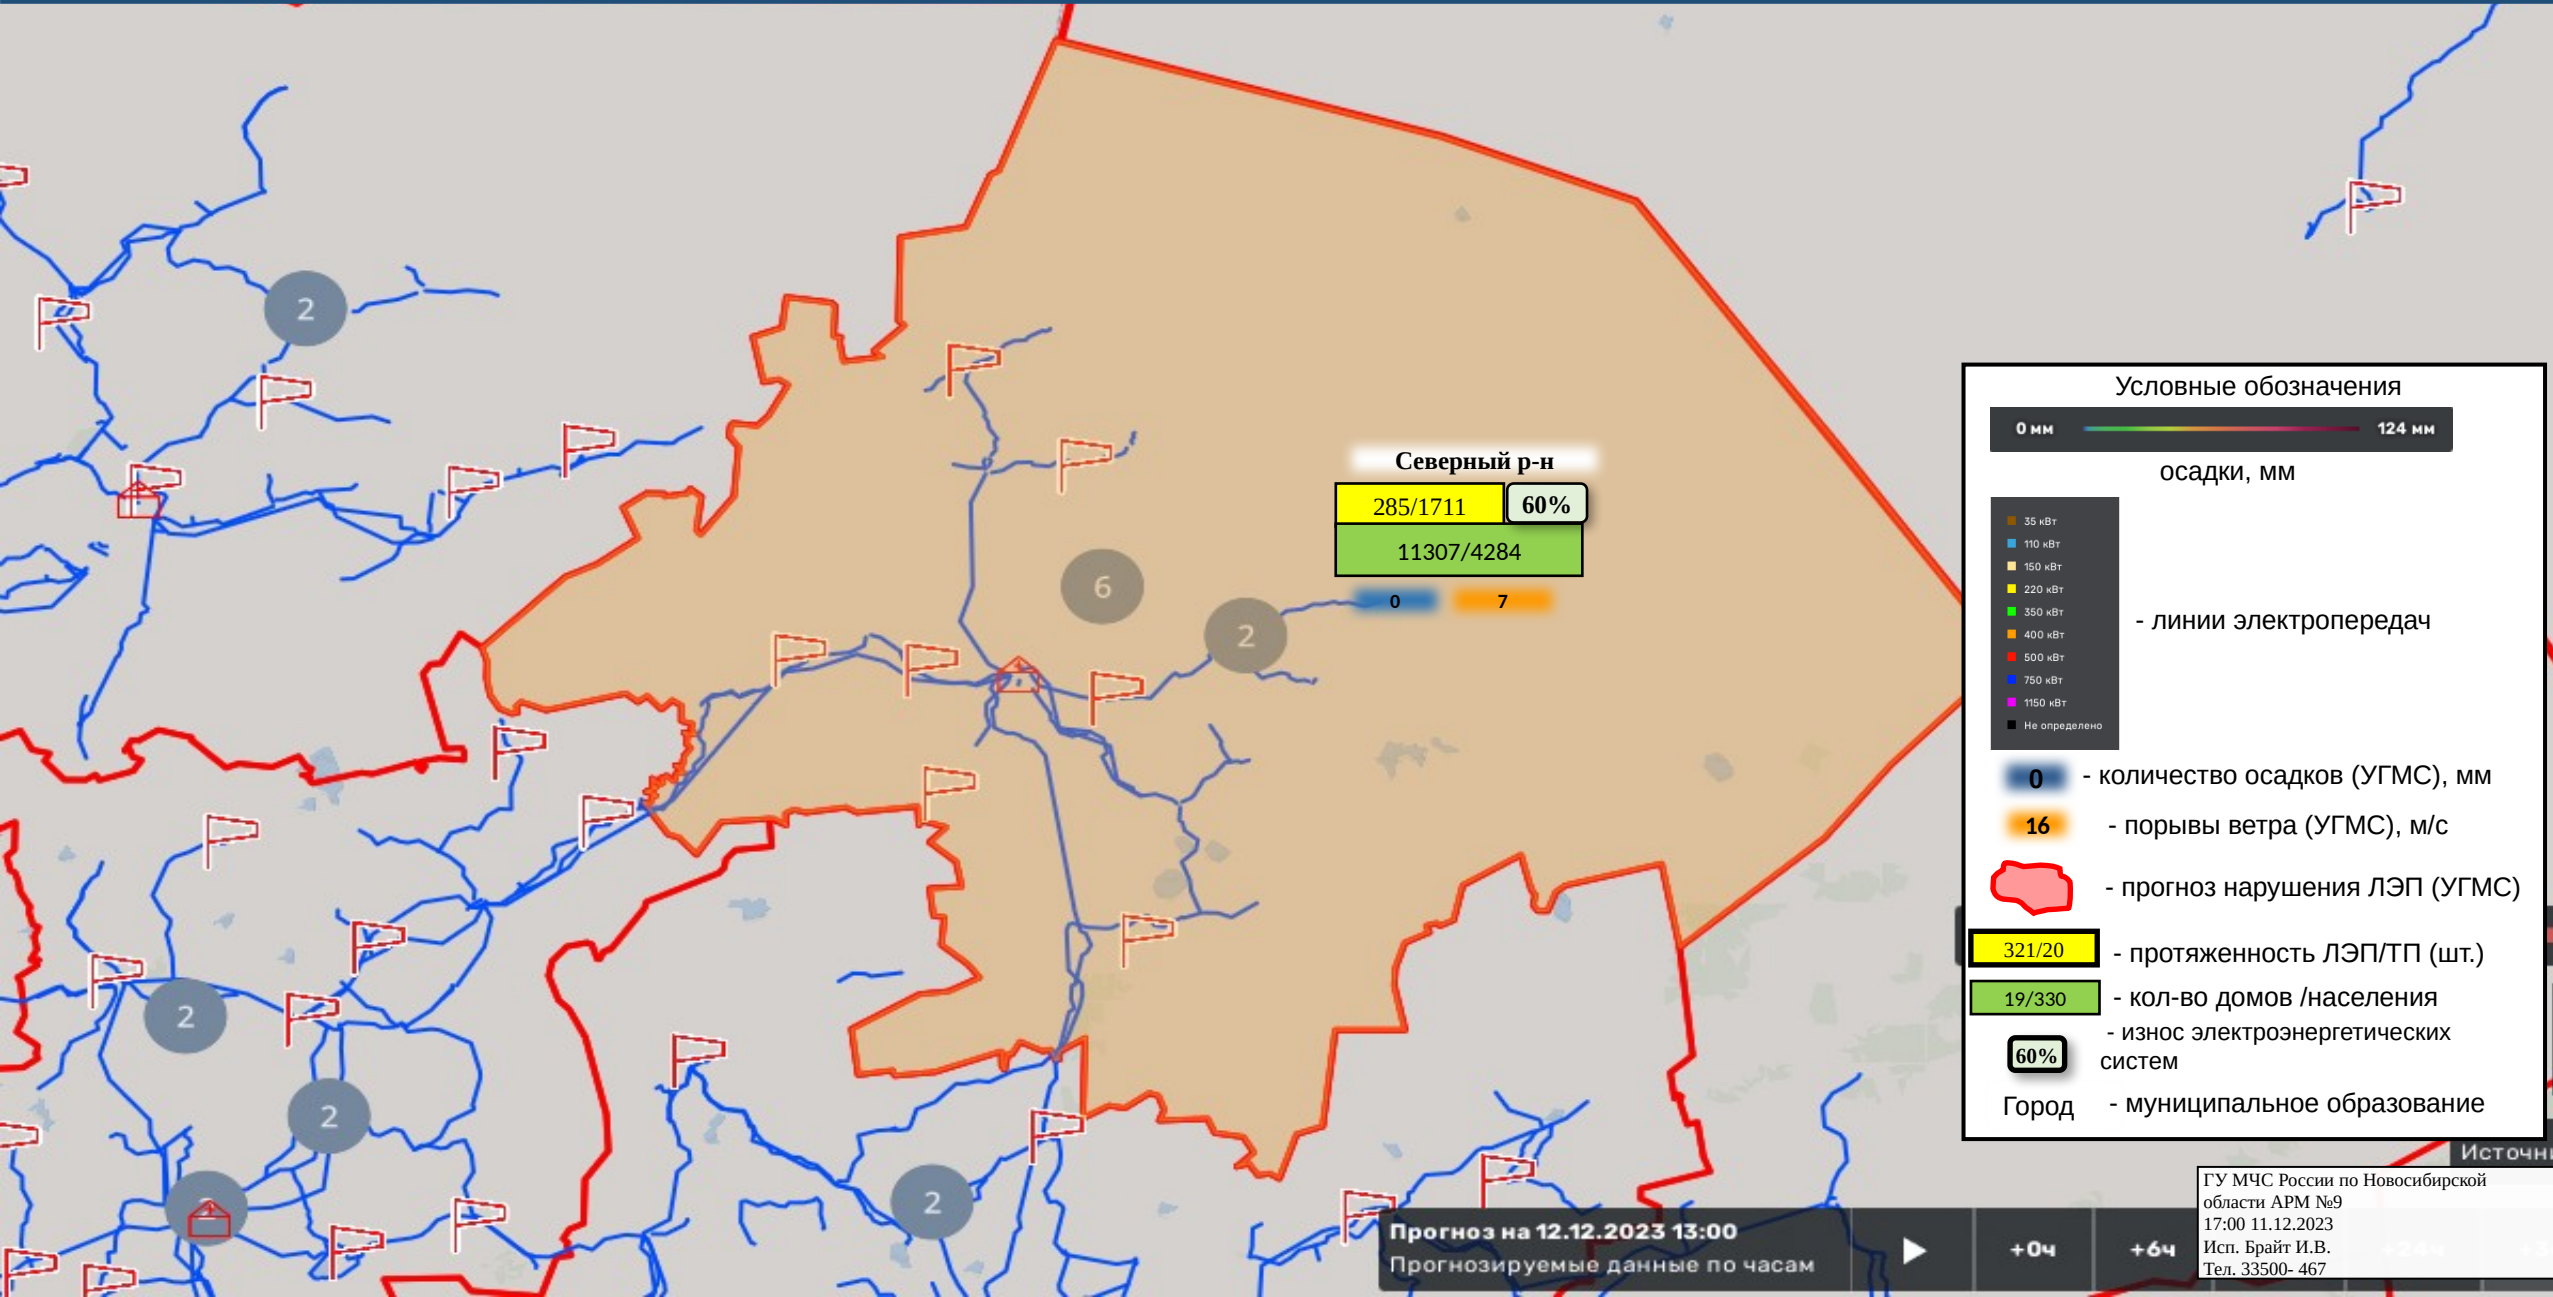 2
Северный р-н
285/1711
60%
11307/4284
0
7
6
2
2
2
2
Условные обозначения
0 мм
124 мм
осадки, мм
35 кВт
110 кВт
150 кВт
220 кВт
350 кВт
400 кВт
500 кВт
750 кВт
1150 кВт
Не определено
- линии электропередач
0
- количество осадков (УГМС), мм
16
- порывы ветра (УГМС), м/с
- прогноз нарушения ЛЭП (УГМС)
321/20
- протяженность ЛЭП/ТП (шт.)
19/330
- кол-во домов /населения
60%
- износ электроэнергетических
систем
Город
- муниципальное образование
ГУ МЧС России по Новосибирской
области АРМ №9
17:00 11.12.2023
Исп. Брайт И.В.
Тел. 33500- 467
Прогноз на 12.12.2023 13:00
Прогнозируемые данные по часам
+0ч
+6ч